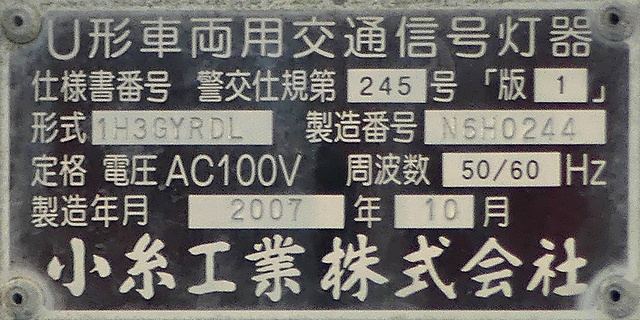 U形車両用交通信号灯器
仕様書番号 警交仕規第 245 号 「版 1 」
形式 1H3GYRDL 製造番号 N6H0244
定格 電圧 AC100V 周波数 50/60 Hz
製造年月 2007 年 10 月
小糸工業株式会社